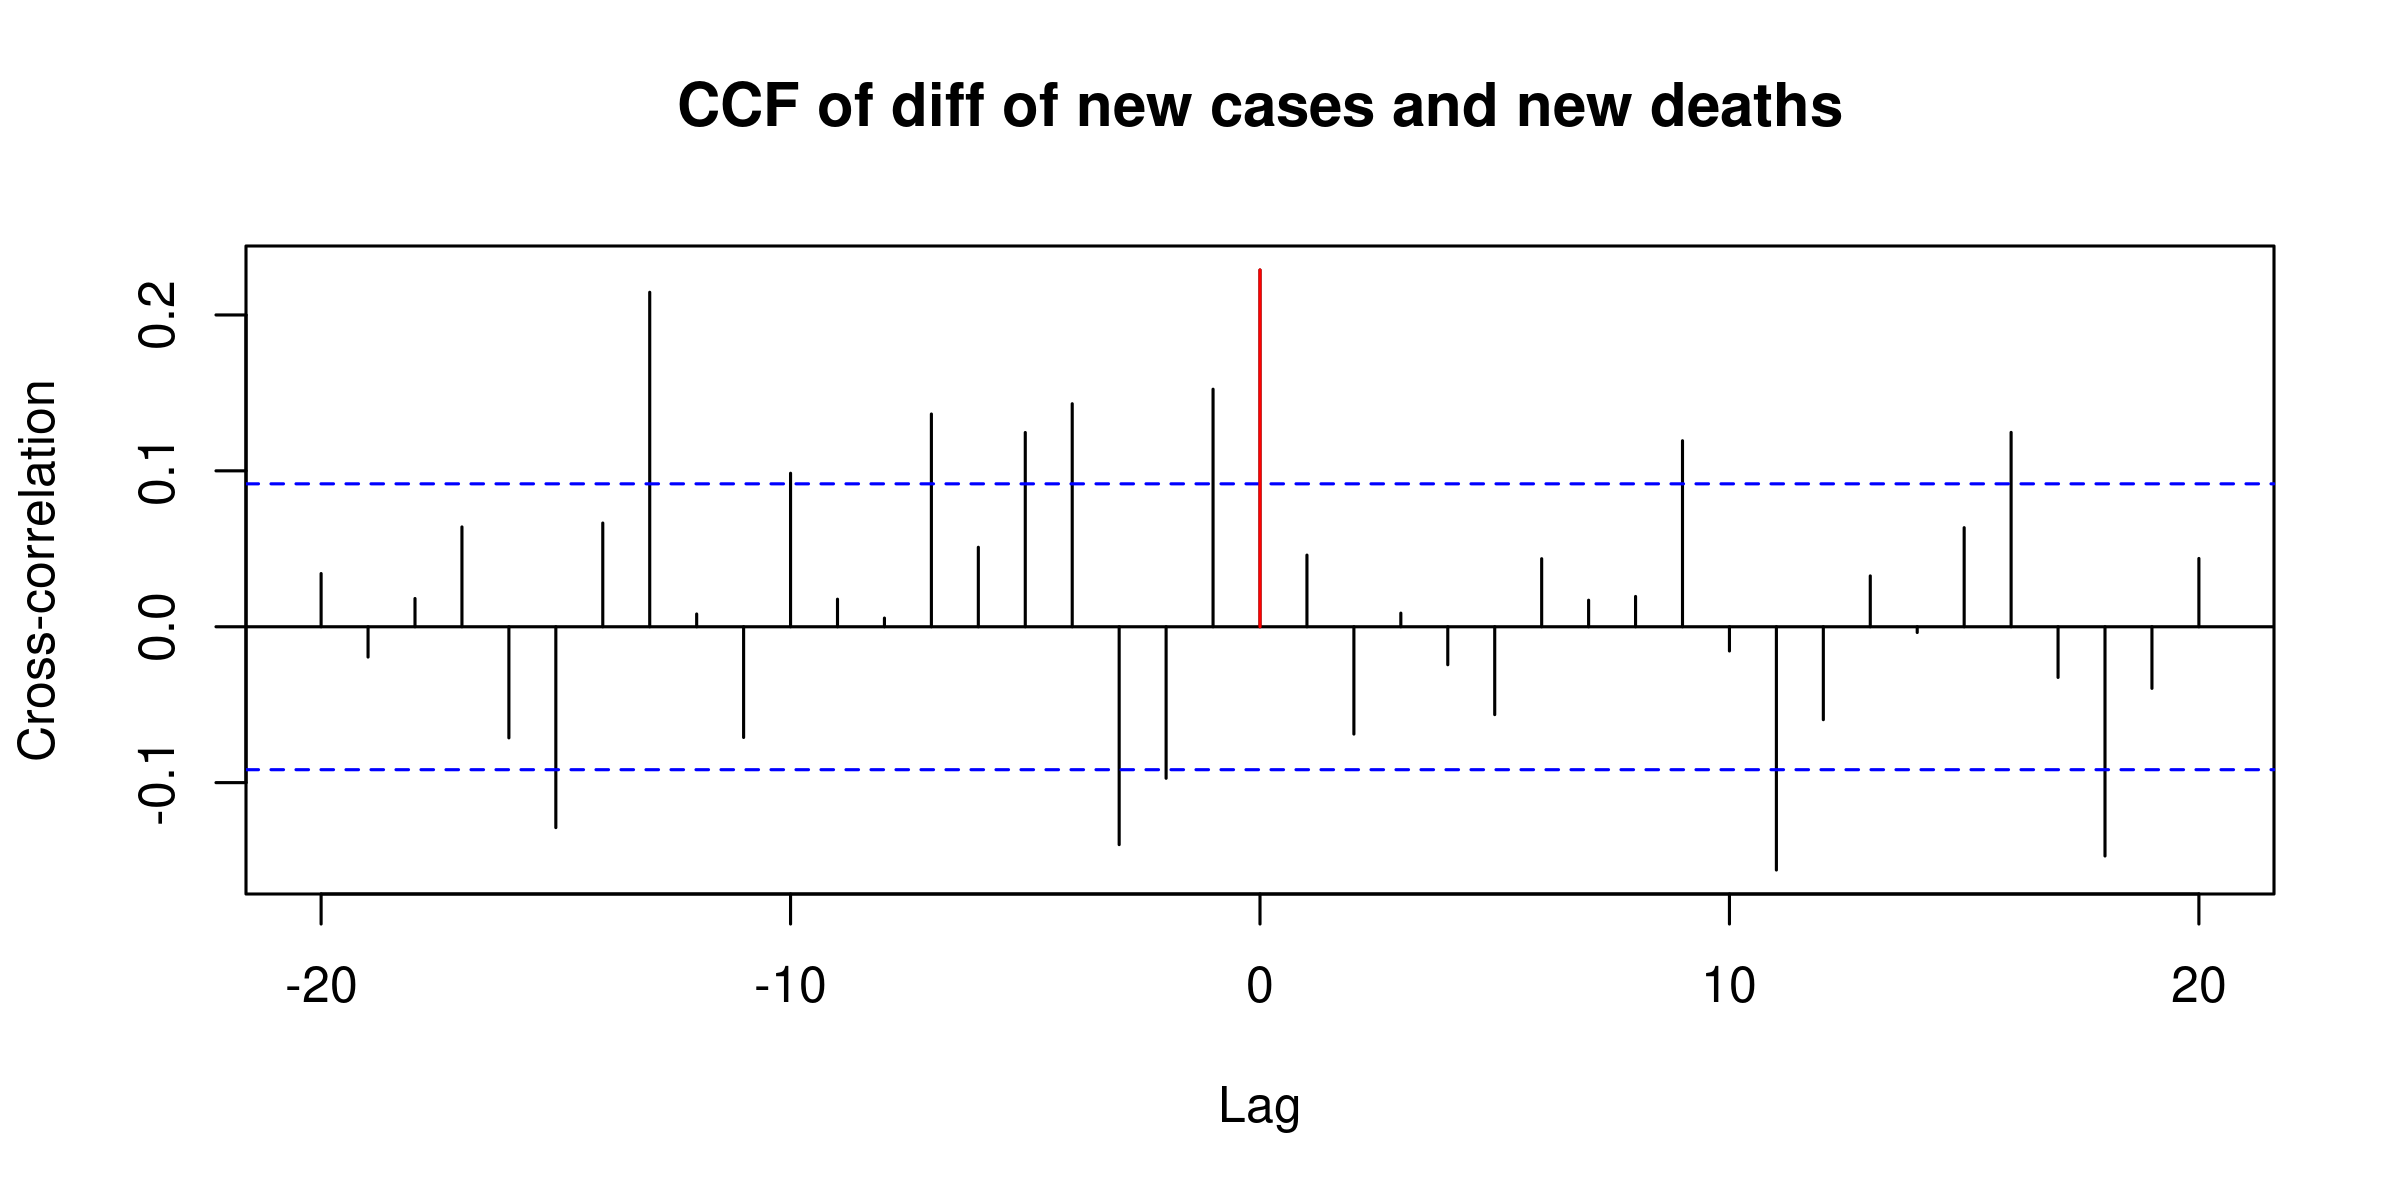 CCF of diff of new cases and new deaths
Cross-correlation
0.2
0.1
0.0
-0.1
-20 -10 0 10 20
Lag